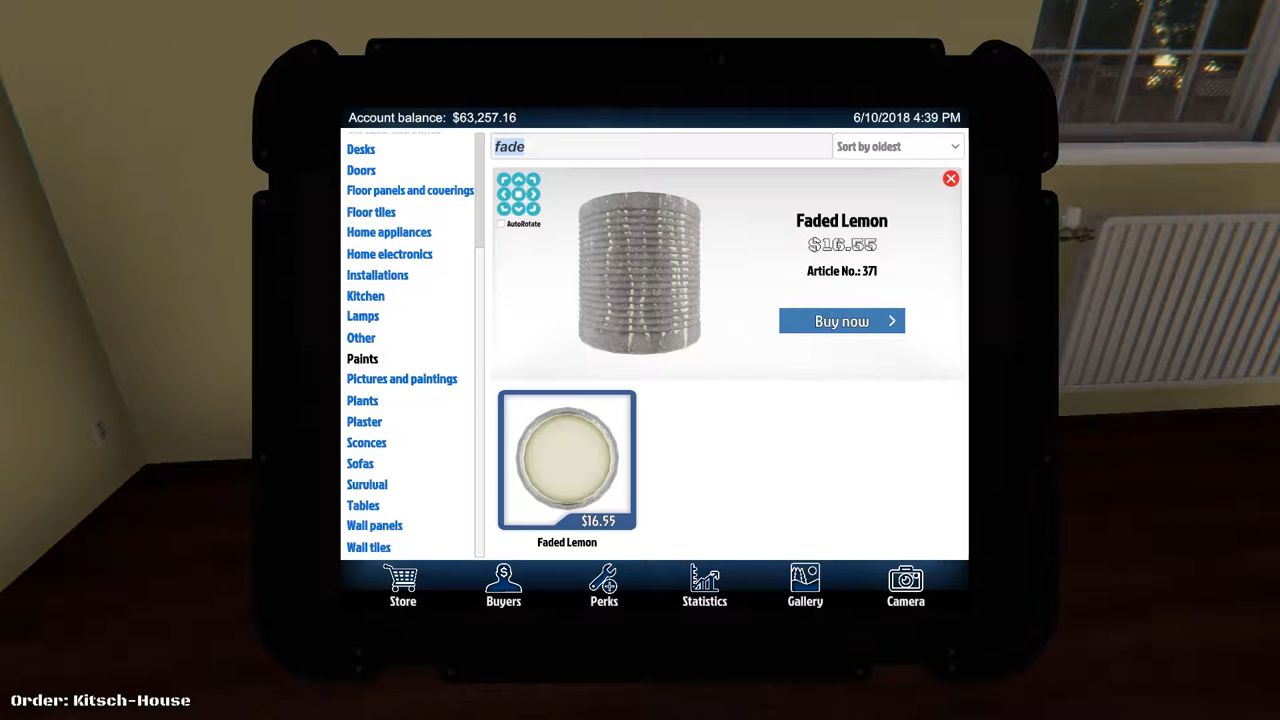 Account balance: $63,257.16
6/10/2018 4:39 PM
Desks
Doors
Floor panels and coverings
Floor tiles
Home appliances
Home electronics
Installations
Kitchen
Lamps
Other
Paints
Pictures and paintings
Plants
Plaster
Sconces
Sofas
Survival
Tables
Wall panels
Wall tiles
fade
Sort by oldest
AutoRotate
Faded Lemon
$16.55
Article No.: 371
Buy now
$16.55
Faded Lemon
Store
Buyers
Perks
Statistics
Gallery
Camera
Order: Kitsch-House